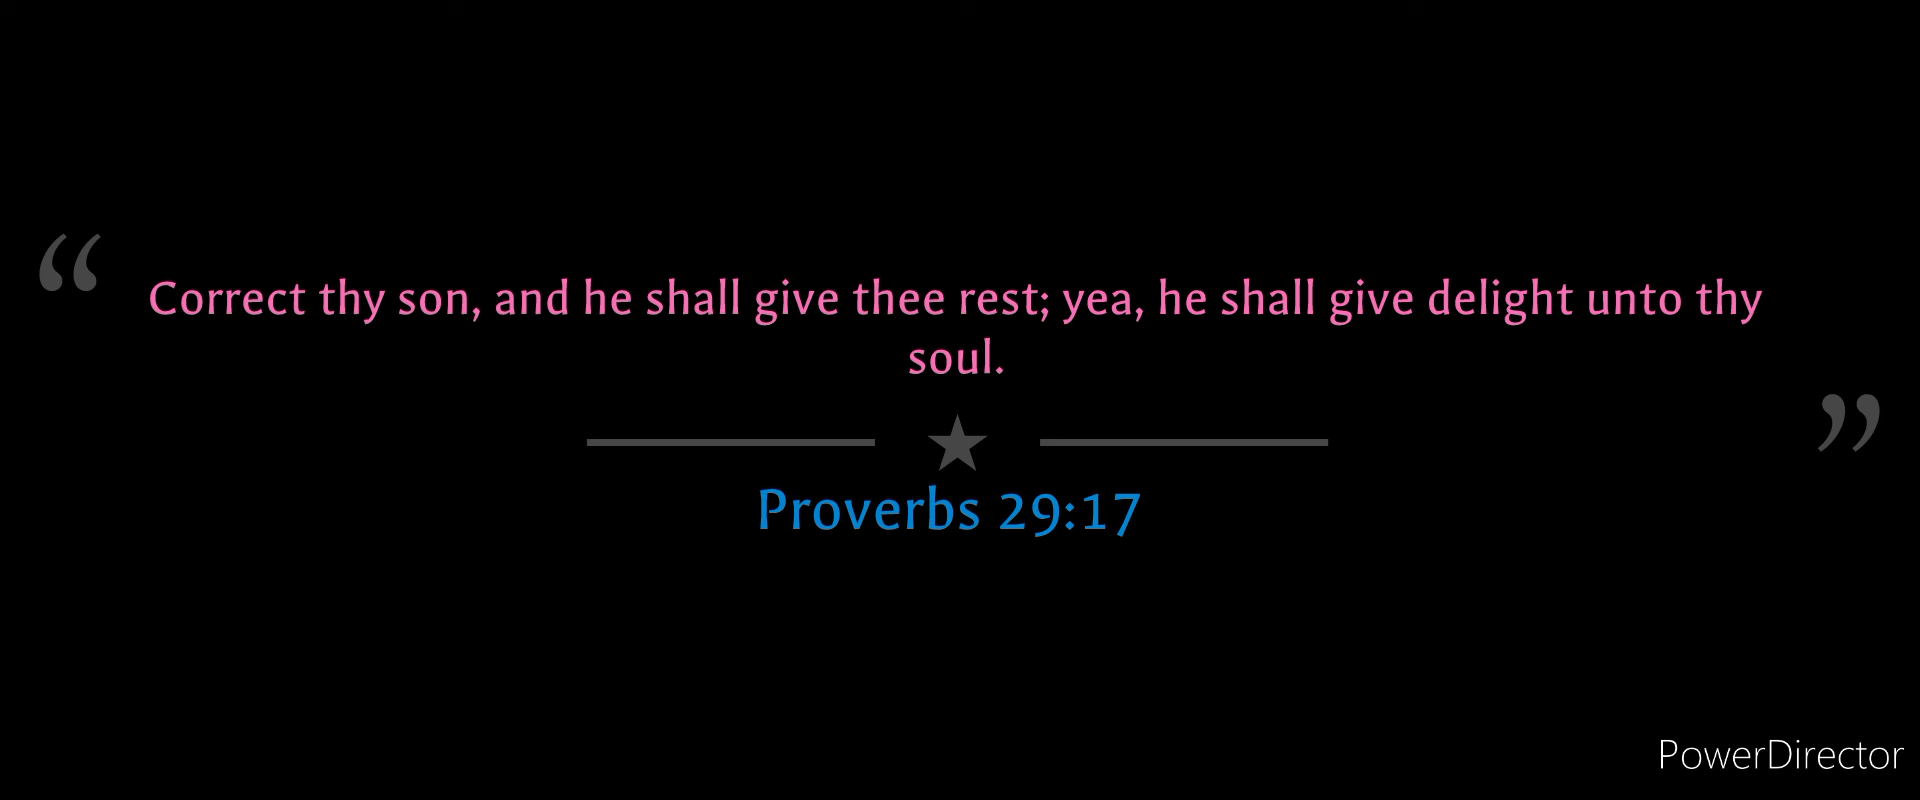 “
Correct thy son, and he shall give thee rest; yea, he shall give delight unto thy
soul.
”
Proverbs 29:17
PowerDirector